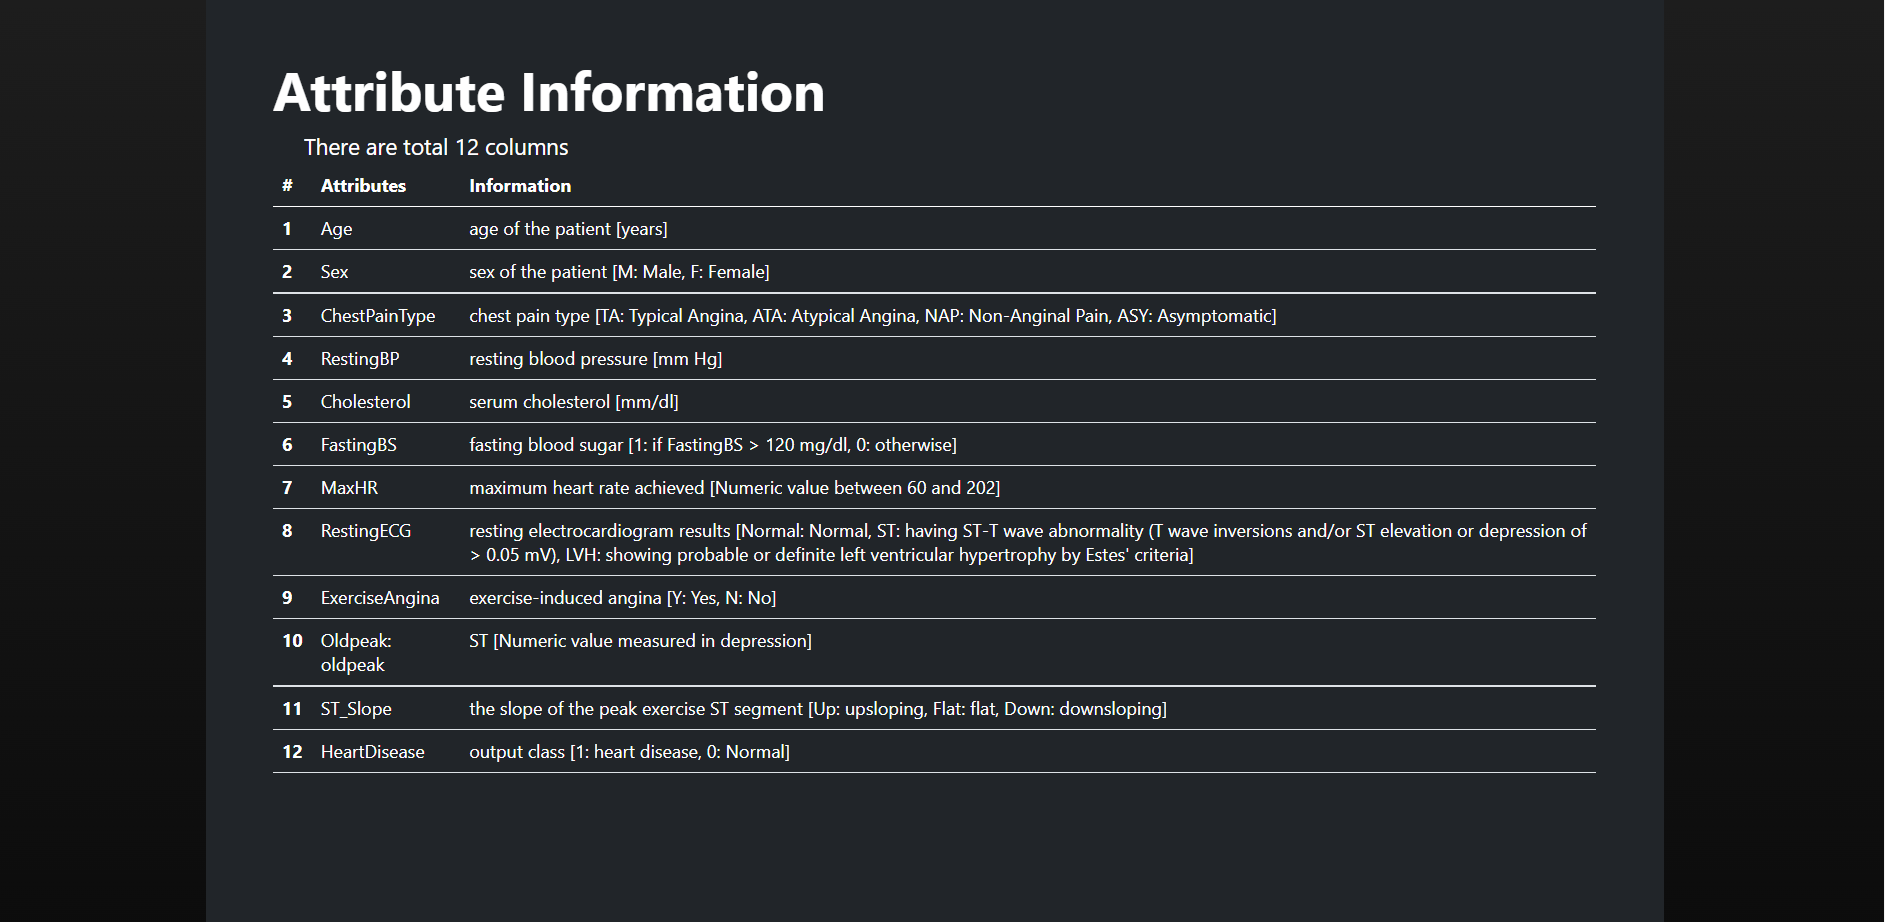 Attribute Information
There are total 12 columns
# Attributes Information
1 Age age of the patient [years]
2 Sex sex of the patient [M: Male, F: Female]
3 ChestPainType chest pain type [TA: Typical Angina, ATA: Atypical Angina, NAP: Non-Anginal Pain, ASY: Asymptomatic]
4 RestingBP resting blood pressure [mm Hg]
5 Cholesterol serum cholesterol [mm/dl]
6 FastingBS fasting blood sugar [1: if FastingBS > 120 mg/dl, 0: otherwise]
7 MaxHR maximum heart rate achieved [Numeric value between 60 and 202]
8 RestingECG resting electrocardiogram results [Normal: Normal, ST: having ST-T wave abnormality (T wave inversions and/or ST elevation or depression of
> 0.05 mV), LVH: showing probable or definite left ventricular hypertrophy by Estes' criteria]
9 ExerciseAngina exercise-induced angina [Y: Yes, N: No]
10 Oldpeak: ST [Numeric value measured in depression]
oldpeak
11 ST_Slope the slope of the peak exercise ST segment [Up: upsloping, Flat: flat, Down: downsloping]
12 HeartDisease output class [1: heart disease, 0: Normal]